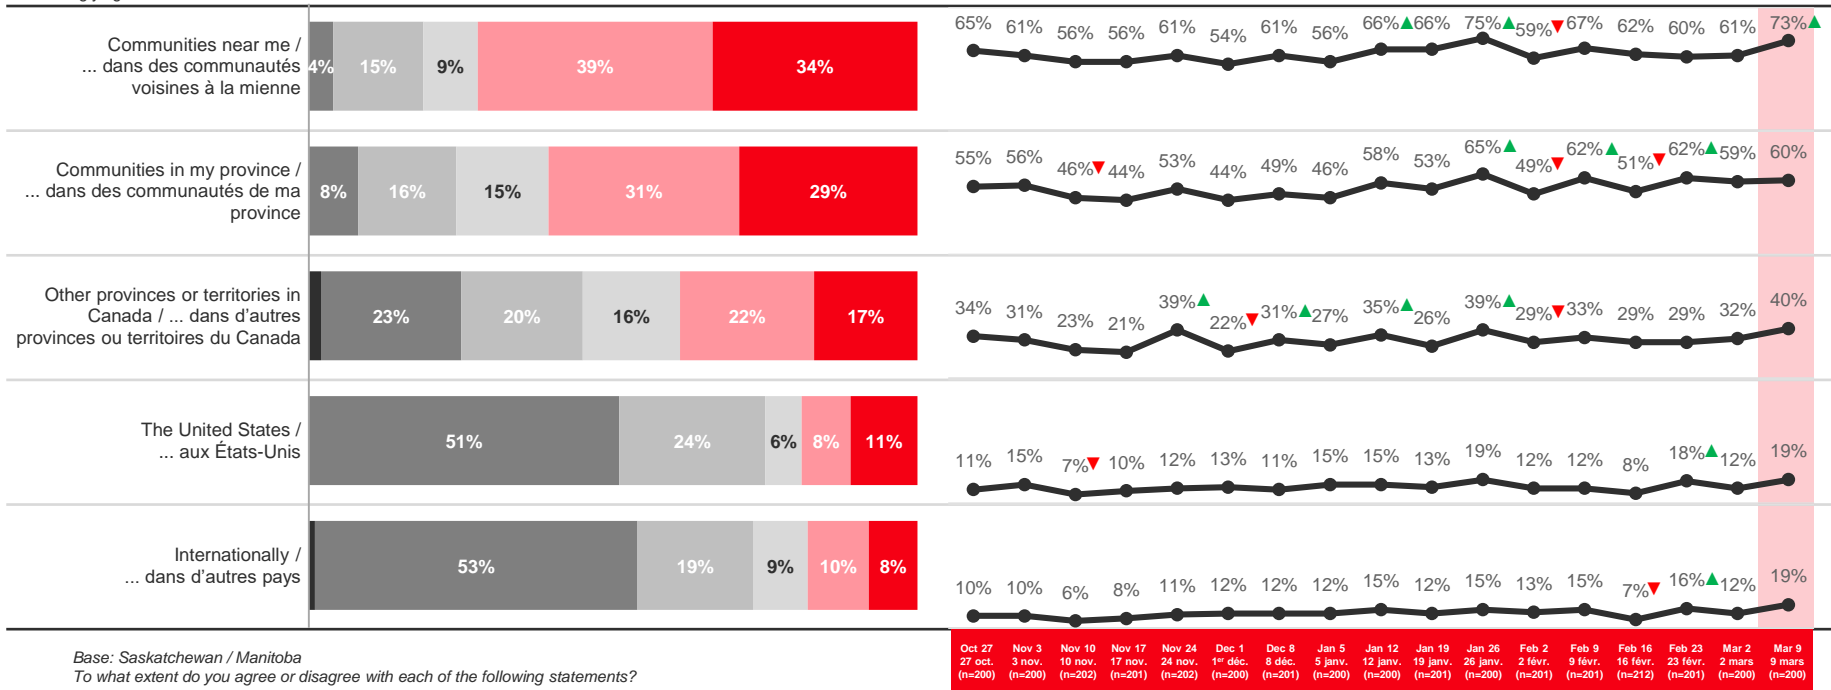 Communities near me /
... dans des communautés
voisines à la mienne
4% 15% 9% 39% 34%
65% 61% 56% 56% 61% 54% 61% 56% 66% 66% 75% 59% 67% 62% 60% 61% 73%
Communities in my province /
... dans des communautés de ma
province
8% 16% 15% 31% 29%
55% 56% 46% 44% 53% 44% 49% 46% 58% 53% 65% 49% 62% 51% 62% 59% 60%
Other provinces or territories in
Canada / ... dans d'autres
provinces ou territoires du Canada
23% 20% 16% 22% 17%
34% 31% 23% 21% 39% 22% 31% 27% 35% 26% 39% 29% 33% 29% 29% 32% 40%
The United States /
... aux États-Unis
51% 24% 6% 8% 11%
11% 15% 7% 10% 12% 13% 11% 15% 15% 13% 19% 12% 12% 8% 18% 12% 19%
Internationally /
... dans d'autres pays
53% 19% 9% 10% 8%
10% 10% 6% 8% 11% 12% 12% 12% 15% 12% 15% 13% 15% 7% 16% 12% 19%
Oct 27 Nov 3 Nov 10 Nov 17 Nov 24 Dec 1 Dec 8 Jan 5 Jan 12 Jan 19 Jan 26 Feb 2 Feb 9 Feb 16 Feb 23 Mar 2 Mar 9
27 oct. 3 nov. 10 nov. 17 nov. 24 nov. 1er déc. 8 déc. 5 janv. 12 janv. 19 janv. 26 janv. 2 févr. 9 févr. 16 févr. 23 févr. 2 mars 9 mars
(n=200) (n=200) (n=202) (n=201) (n=202) (n=200) (n=201) (n=200) (n=200) (n=201) (n=200) (n=201) (n=201) (n=212) (n=201) (n=200) (n=200)
Base: Saskatchewan / Manitoba
To what extent do you agree or disagree with each of the following statements?